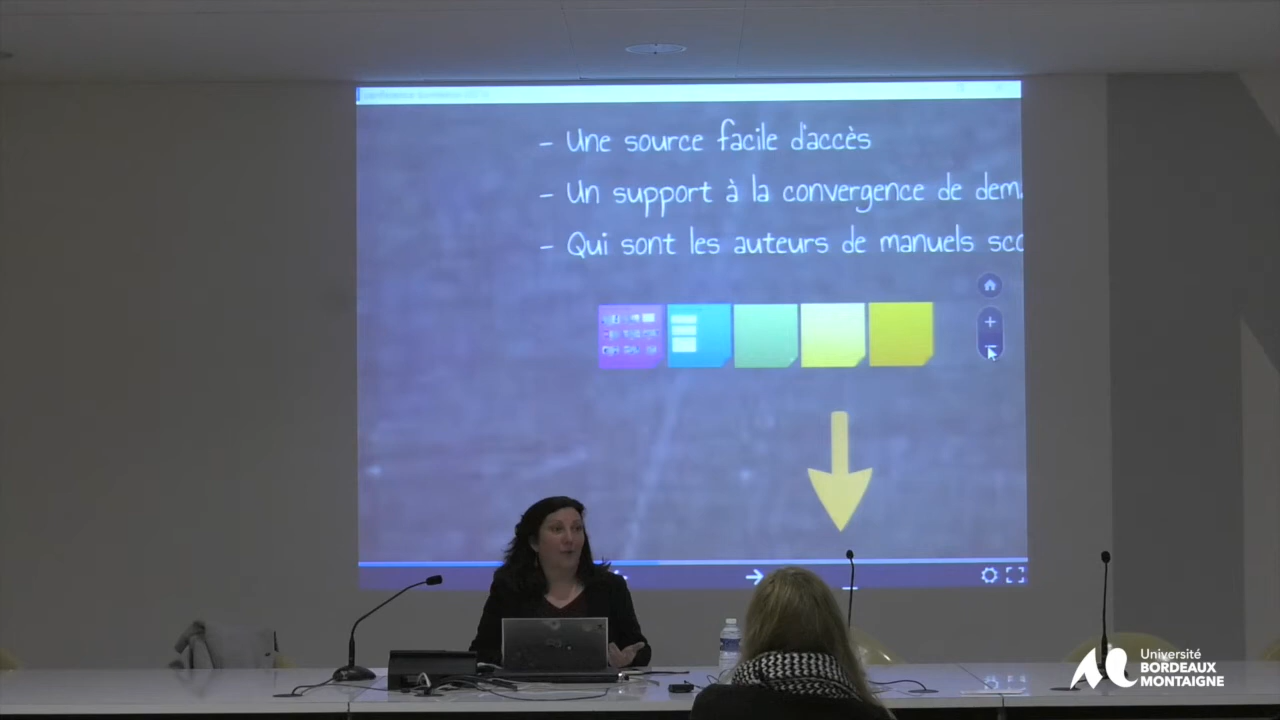 - Une source facile d'accès
- Un support à la convergence de dem
- Qui sont les auteurs de manuels sco
Université
BORDEAUX
MONTAIGNE